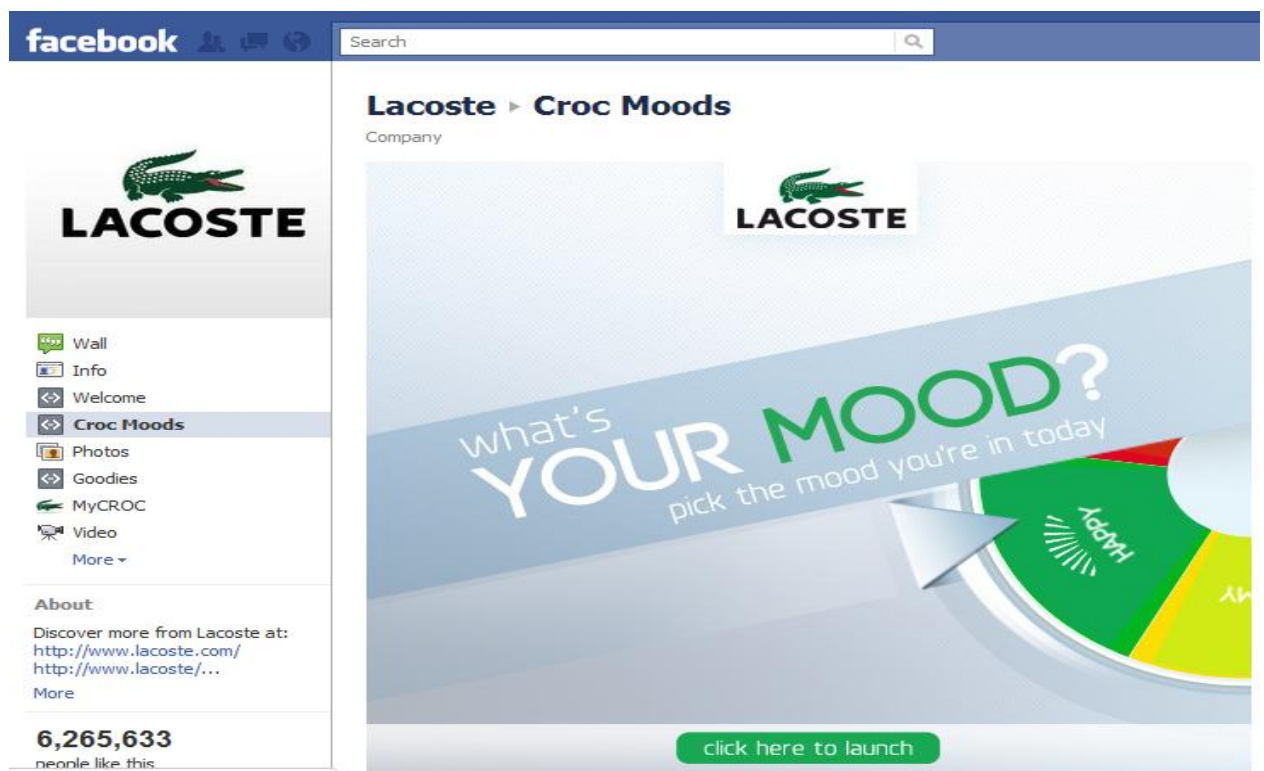 facebook
Search
Lacoste ▸ Croc Moods
Company
LACOSTE
Wall
Info
Welcome
Croc Moods
Photos
Goodies
MyCROC
Video
More
About
Discover more from Lacoste at:
http://www.lacoste.com/
http://www.lacoste/...
More
6,265,633
people like this
LACOSTE
what's
YOUR MOOD?
pick the mood you're in today
HAPPY
click here to launch